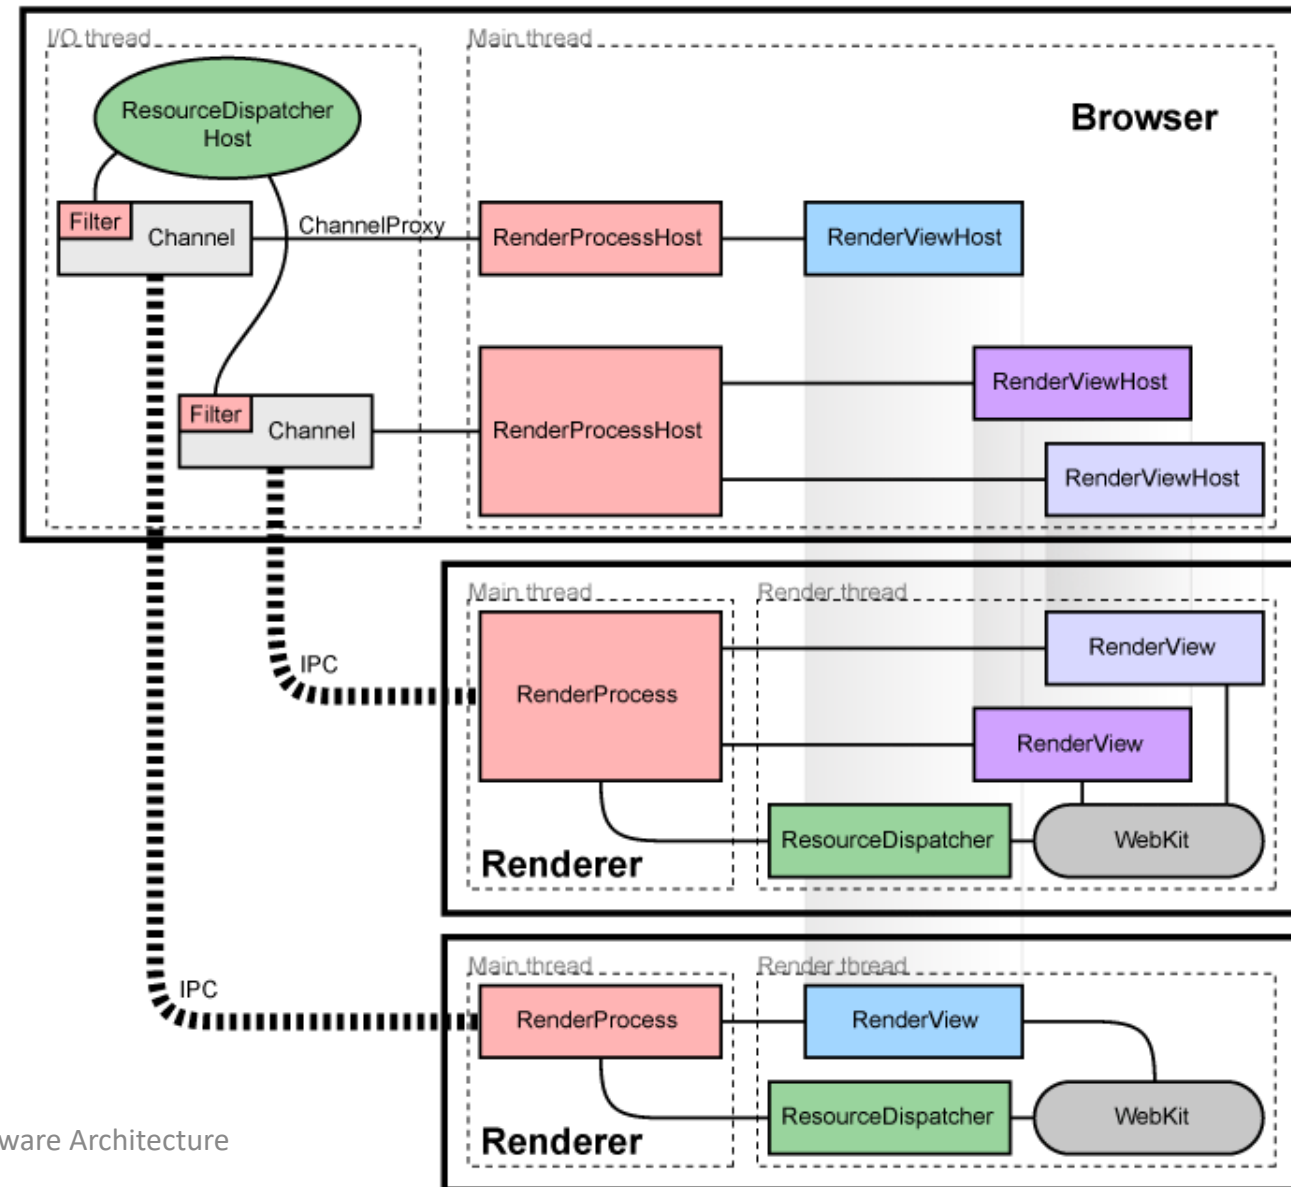 I/O thread
Main thread
ResourceDispatcher
Host
Browser
Filter
Channel
ChannelProxy
RenderProcessHost
RenderViewHost
Filter
Channel
RenderProcessHost
RenderViewHost
RenderViewHost
Main thread
Render thread
IPC
RenderProcess
RenderView
RenderView
ResourceDispatcher
WebKit
Renderer
Main thread
Render thread
IPC
RenderProcess
RenderView
ResourceDispatcher
WebKit
Renderer
ware Architecture